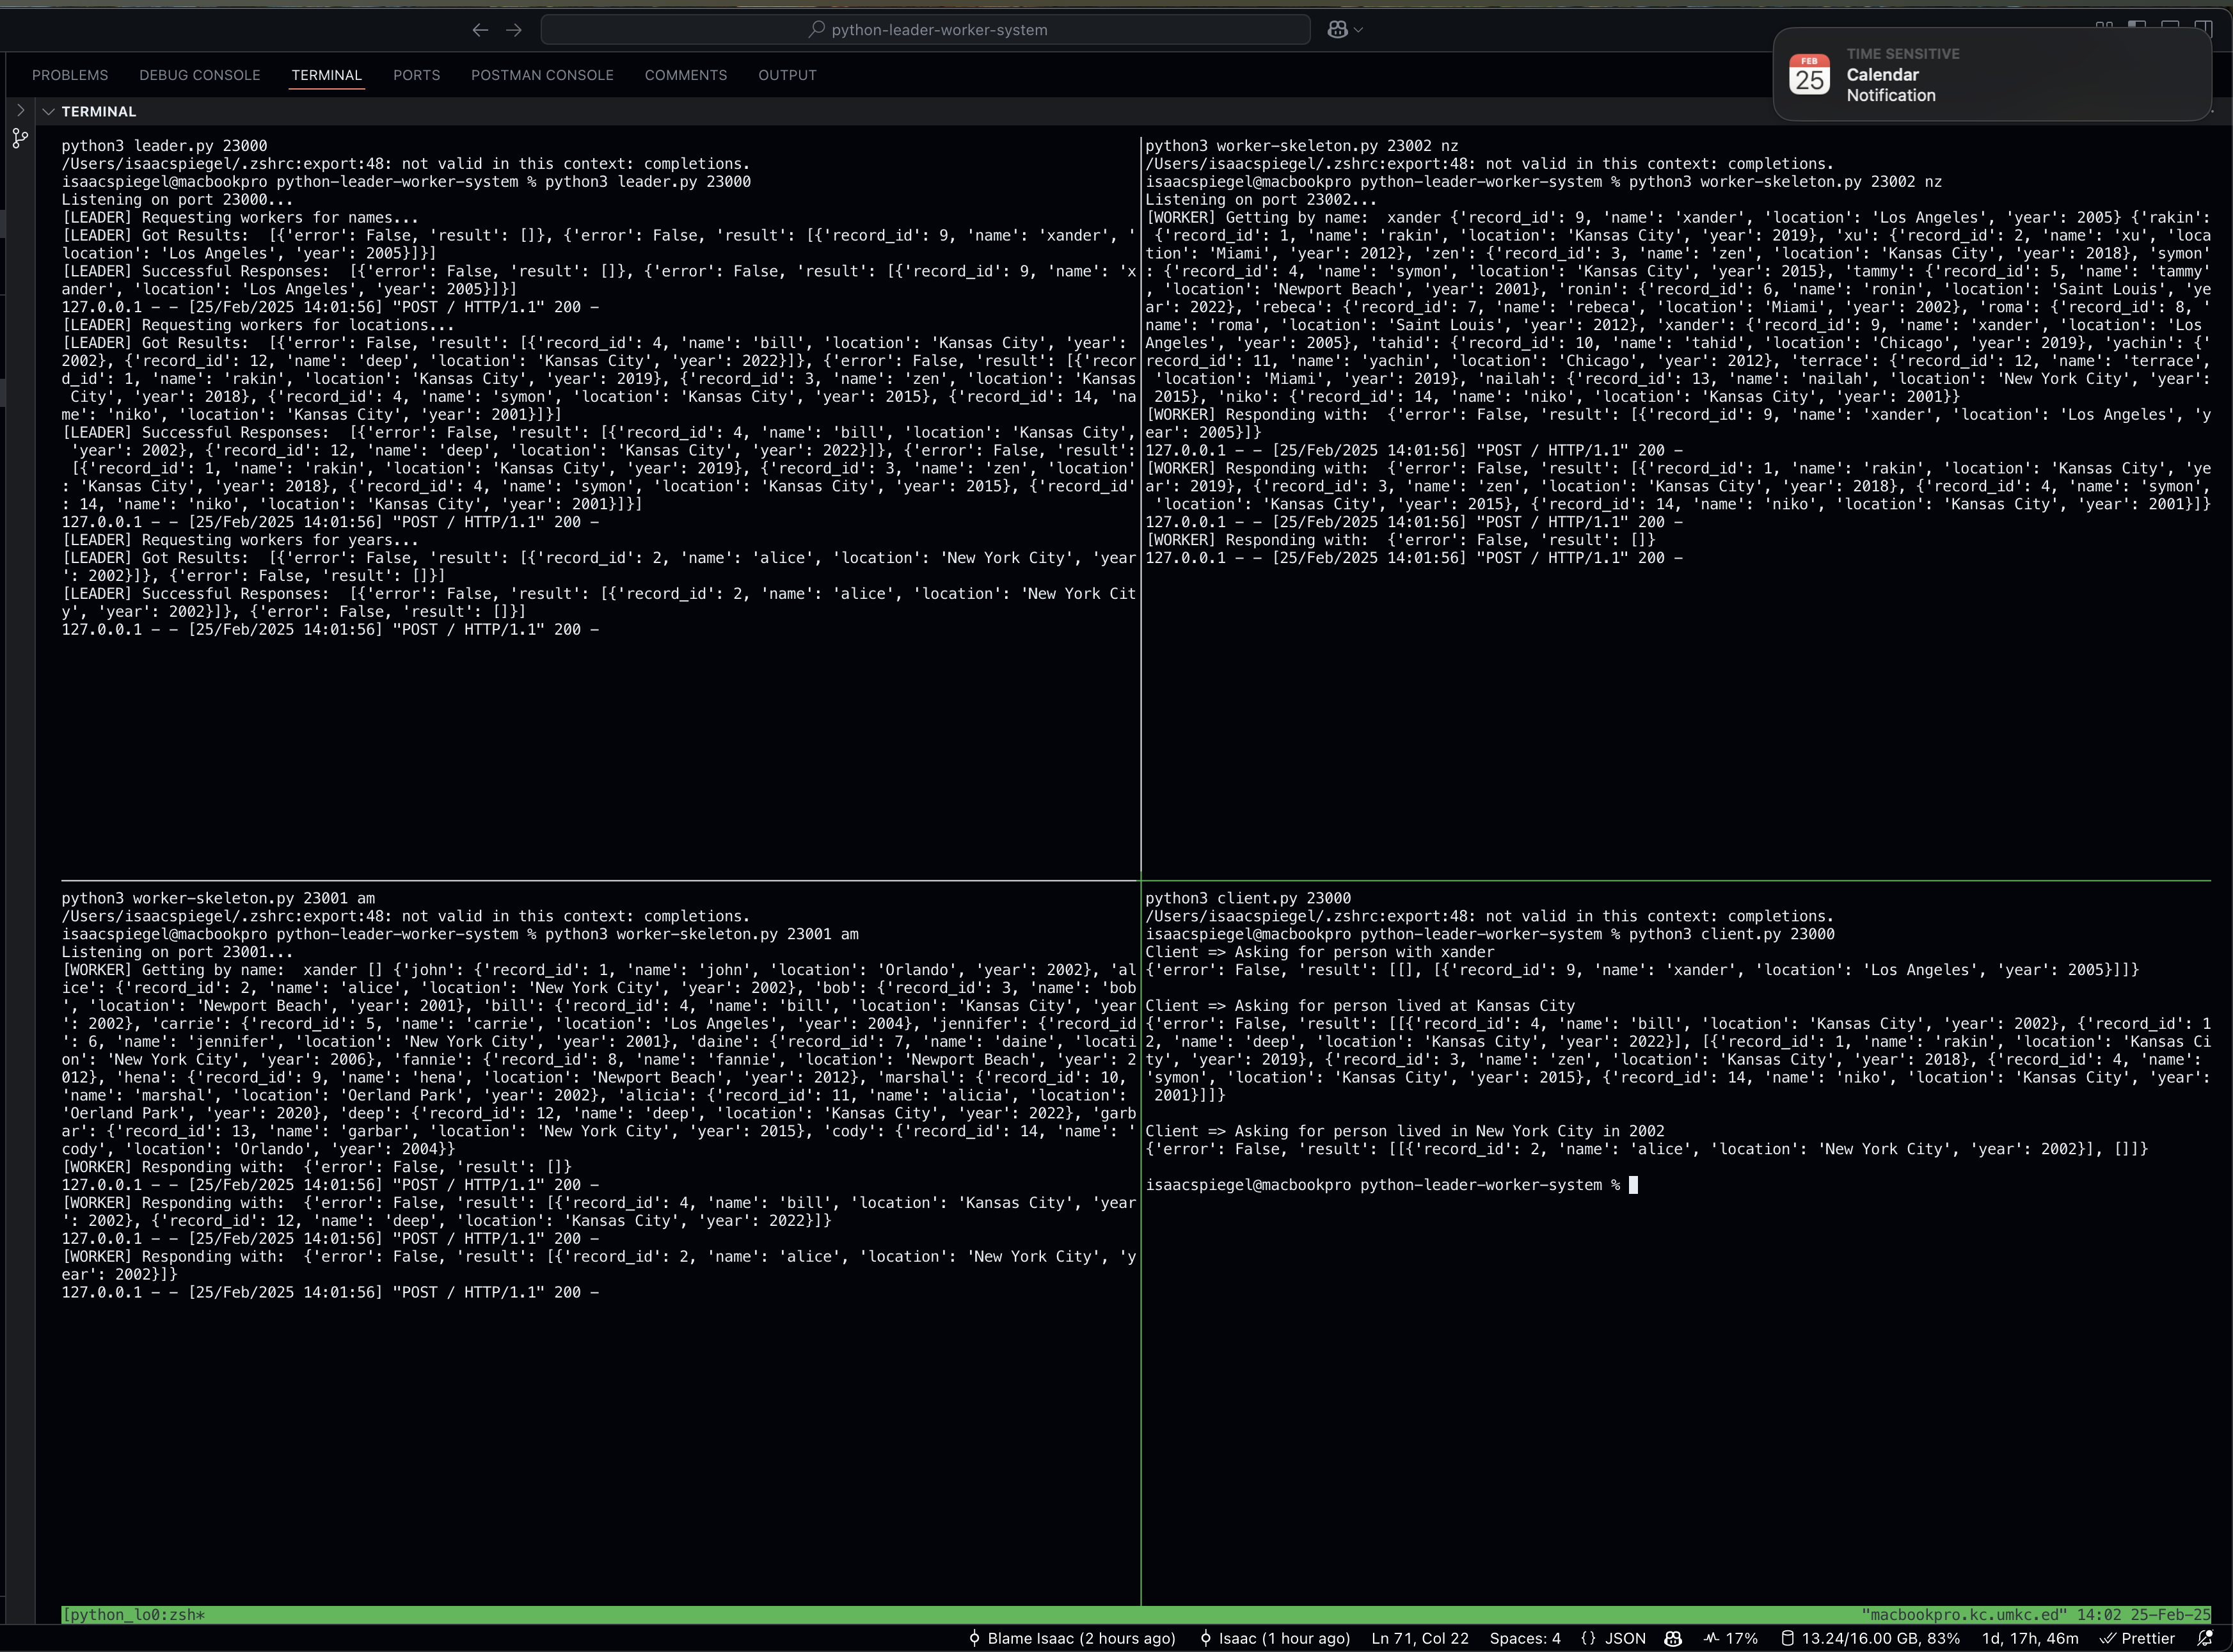 python-leader-worker-system
TIME SENSITIVE
FEB
25
Calendar
Notification
PROBLEMS DEBUG CONSOLE TERMINAL PORTS POSTMAN CONSOLE COMMENTS OUTPUT
TERMINAL
python3 leader.py 23000
/Users/isaacspiegel/.zshrc:export:48: not valid in this context: completions.
isaacspiegel@macbookpro python-leader-worker-system % python3 leader.py 23000
Listening on port 23000...
[LEADER] Requesting workers for names...
[LEADER] Got Results:  [{'error': False, 'result': []}, {'error': False, 'result': [{'record_id': 9, 'name': 'xander', '
location': 'Los Angeles', 'year': 2005}]}]
[LEADER] Successful Responses:  [{'error': False, 'result': []}, {'error': False, 'result': [{'record_id': 9, 'name': 'x
ander', 'location': 'Los Angeles', 'year': 2005}]}]
127.0.0.1 - - [25/Feb/2025 14:01:56] "POST / HTTP/1.1" 200 -
[LEADER] Requesting workers for locations...
[LEADER] Got Results:  [{'error': False, 'result': [{'record_id': 4, 'name': 'bill', 'location': 'Kansas City', 'year':
2002}, {'record_id': 12, 'name': 'deep', 'location': 'Kansas City', 'year': 2022}]}, {'error': False, 'result': [{'recor
d_id': 1, 'name': 'rakin', 'location': 'Kansas City', 'year': 2019}, {'record_id': 3, 'name': 'zen', 'location': 'Kansas
 City', 'year': 2018}, {'record_id': 4, 'name': 'symon', 'location': 'Kansas City', 'year': 2015}, {'record_id': 14, 'na
me': 'niko', 'location': 'Kansas City', 'year': 2001}]}]
[LEADER] Successful Responses:  [{'error': False, 'result': [{'record_id': 4, 'name': 'bill', 'location': 'Kansas City',
 'year': 2002}, {'record_id': 12, 'name': 'deep', 'location': 'Kansas City', 'year': 2022}]}, {'error': False, 'result':
 [{'record_id': 1, 'name': 'rakin', 'location': 'Kansas City', 'year': 2019}, {'record_id': 3, 'name': 'zen', 'location'
: 'Kansas City', 'year': 2018}, {'record_id': 4, 'name': 'symon', 'location': 'Kansas City', 'year': 2015}, {'record_id'
: 14, 'name': 'niko', 'location': 'Kansas City', 'year': 2001}]}]
127.0.0.1 - - [25/Feb/2025 14:01:56] "POST / HTTP/1.1" 200 -
[LEADER] Requesting workers for years...
[LEADER] Got Results:  [{'error': False, 'result': [{'record_id': 2, 'name': 'alice', 'location': 'New York City', 'year
': 2002}]}, {'error': False, 'result': []}]
[LEADER] Successful Responses:  [{'error': False, 'result': [{'record_id': 2, 'name': 'alice', 'location': 'New York Cit
y', 'year': 2002}]}, {'error': False, 'result': []}]
127.0.0.1 - - [25/Feb/2025 14:01:56] "POST / HTTP/1.1" 200 -
python3 worker-skeleton.py 23002 nz
/Users/isaacspiegel/.zshrc:export:48: not valid in this context: completions.
isaacspiegel@macbookpro python-leader-worker-system % python3 worker-skeleton.py 23002 nz
Listening on port 23002...
[WORKER] Getting by name:  xander {'record_id': 9, 'name': 'xander', 'location': 'Los Angeles', 'year': 2005} {'rakin':
 {'record_id': 1, 'name': 'rakin', 'location': 'Kansas City', 'year': 2019}, 'xu': {'record_id': 2, 'name': 'xu', 'loca
tion': 'Miami', 'year': 2012}, 'zen': {'record_id': 3, 'name': 'zen', 'location': 'Kansas City', 'year': 2018}, 'symon'
: {'record_id': 4, 'name': 'symon', 'location': 'Kansas City', 'year': 2015}, 'tammy': {'record_id': 5, 'name': 'tammy'
, 'location': 'Newport Beach', 'year': 2001}, 'ronin': {'record_id': 6, 'name': 'ronin', 'location': 'Saint Louis', 'ye
ar': 2022}, 'rebeca': {'record_id': 7, 'name': 'rebeca', 'location': 'Miami', 'year': 2002}, 'roma': {'record_id': 8, '
name': 'roma', 'location': 'Saint Louis', 'year': 2012}, 'xander': {'record_id': 9, 'name': 'xander', 'location': 'Los
Angeles', 'year': 2005}, 'tahid': {'record_id': 10, 'name': 'tahid', 'location': 'Chicago', 'year': 2019}, 'yachin': {'
record_id': 11, 'name': 'yachin', 'location': 'Chicago', 'year': 2012}, 'terrace': {'record_id': 12, 'name': 'terrace',
 'location': 'Miami', 'year': 2019}, 'nailah': {'record_id': 13, 'name': 'nailah', 'location': 'New York City', 'year':
 2015}, 'niko': {'record_id': 14, 'name': 'niko', 'location': 'Kansas City', 'year': 2001}}
[WORKER] Responding with:  {'error': False, 'result': [{'record_id': 9, 'name': 'xander', 'location': 'Los Angeles', 'y
ear': 2005}]}
127.0.0.1 - - [25/Feb/2025 14:01:56] "POST / HTTP/1.1" 200 -
[WORKER] Responding with:  {'error': False, 'result': [{'record_id': 1, 'name': 'rakin', 'location': 'Kansas City', 'ye
ar': 2019}, {'record_id': 3, 'name': 'zen', 'location': 'Kansas City', 'year': 2018}, {'record_id': 4, 'name': 'symon',
 'location': 'Kansas City', 'year': 2015}, {'record_id': 14, 'name': 'niko', 'location': 'Kansas City', 'year': 2001}]}
127.0.0.1 - - [25/Feb/2025 14:01:56] "POST / HTTP/1.1" 200 -
[WORKER] Responding with:  {'error': False, 'result': []}
127.0.0.1 - - [25/Feb/2025 14:01:56] "POST / HTTP/1.1" 200 -
python3 worker-skeleton.py 23001 am
/Users/isaacspiegel/.zshrc:export:48: not valid in this context: completions.
isaacspiegel@macbookpro python-leader-worker-system % python3 worker-skeleton.py 23001 am
Listening on port 23001...
[WORKER] Getting by name:  xander [] {'john': {'record_id': 1, 'name': 'john', 'location': 'Orlando', 'year': 2002}, 'al
ice': {'record_id': 2, 'name': 'alice', 'location': 'New York City', 'year': 2002}, 'bob': {'record_id': 3, 'name': 'bob
', 'location': 'Newport Beach', 'year': 2001}, 'bill': {'record_id': 4, 'name': 'bill', 'location': 'Kansas City', 'year
': 2002}, 'carrie': {'record_id': 5, 'name': 'carrie', 'location': 'Los Angeles', 'year': 2004}, 'jennifer': {'record_id
': 6, 'name': 'jennifer', 'location': 'New York City', 'year': 2001}, 'daine': {'record_id': 7, 'name': 'daine', 'locati
on': 'New York City', 'year': 2006}, 'fannie': {'record_id': 8, 'name': 'fannie', 'location': 'Newport Beach', 'year': 2
012}, 'hena': {'record_id': 9, 'name': 'hena', 'location': 'Newport Beach', 'year': 2012}, 'marshal': {'record_id': 10,
'name': 'marshal', 'location': 'Oerland Park', 'year': 2002}, 'alicia': {'record_id': 11, 'name': 'alicia', 'location':
'Oerland Park', 'year': 2020}, 'deep': {'record_id': 12, 'name': 'deep', 'location': 'Kansas City', 'year': 2022}, 'garb
ar': {'record_id': 13, 'name': 'garbar', 'location': 'New York City', 'year': 2015}, 'cody': {'record_id': 14, 'name': '
cody', 'location': 'Orlando', 'year': 2004}}
[WORKER] Responding with:  {'error': False, 'result': []}
127.0.0.1 - - [25/Feb/2025 14:01:56] "POST / HTTP/1.1" 200 -
[WORKER] Responding with:  {'error': False, 'result': [{'record_id': 4, 'name': 'bill', 'location': 'Kansas City', 'year
': 2002}, {'record_id': 12, 'name': 'deep', 'location': 'Kansas City', 'year': 2022}]}
127.0.0.1 - - [25/Feb/2025 14:01:56] "POST / HTTP/1.1" 200 -
[WORKER] Responding with:  {'error': False, 'result': [{'record_id': 2, 'name': 'alice', 'location': 'New York City', 'y
ear': 2002}]}
127.0.0.1 - - [25/Feb/2025 14:01:56] "POST / HTTP/1.1" 200 -
python3 client.py 23000
/Users/isaacspiegel/.zshrc:export:48: not valid in this context: completions.
isaacspiegel@macbookpro python-leader-worker-system % python3 client.py 23000
Client => Asking for person with xander
{'error': False, 'result': [[], [{'record_id': 9, 'name': 'xander', 'location': 'Los Angeles', 'year': 2005}]]}
Client => Asking for person lived at Kansas City
{'error': False, 'result': [[{'record_id': 4, 'name': 'bill', 'location': 'Kansas City', 'year': 2002}, {'record_id': 1
2, 'name': 'deep', 'location': 'Kansas City', 'year': 2022}], [{'record_id': 1, 'name': 'rakin', 'location': 'Kansas Ci
ty', 'year': 2019}, {'record_id': 3, 'name': 'zen', 'location': 'Kansas City', 'year': 2018}, {'record_id': 4, 'name':
'symon', 'location': 'Kansas City', 'year': 2015}, {'record_id': 14, 'name': 'niko', 'location': 'Kansas City', 'year':
 2001}]]}
Client => Asking for person lived in New York City in 2002
{'error': False, 'result': [[{'record_id': 2, 'name': 'alice', 'location': 'New York City', 'year': 2002}], []]}
isaacspiegel@macbookpro python-leader-worker-system %
[python_lo0:zsh* "macbookpro.kc.umkc.ed" 14:02 25-Feb-25
Blame Isaac (2 hours ago) Isaac (1 hour ago) Ln 71, Col 22 Spaces: 4 {} JSON 17% 13.24/16.00 GB, 83% 1d, 17h, 46m Prettier